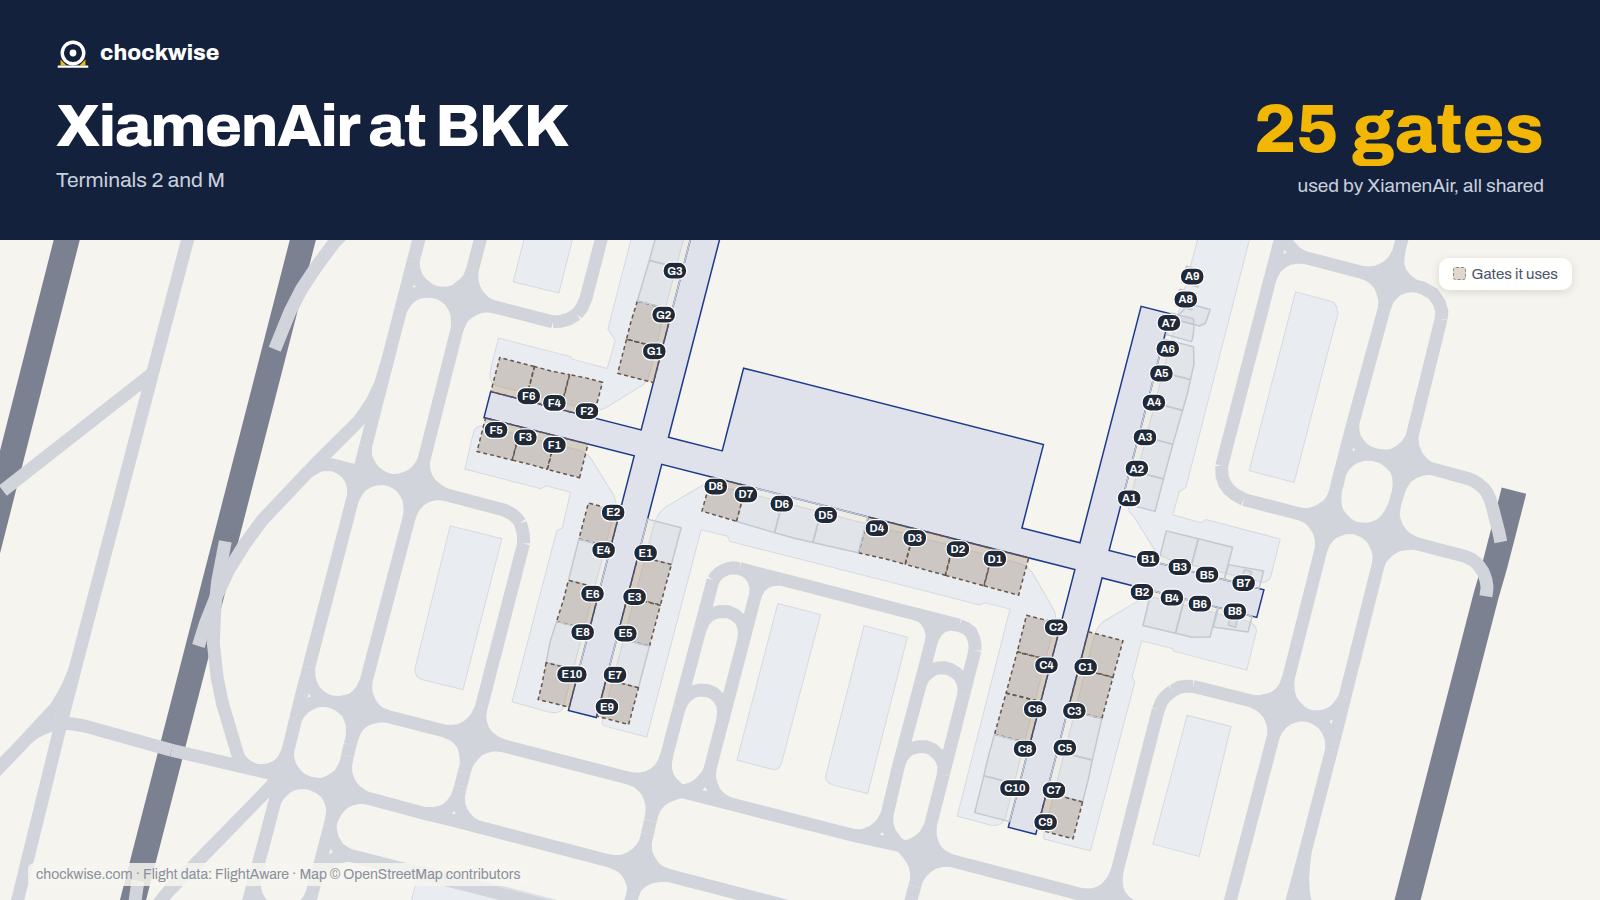 chockwise
XiamenAir at BKK
Terminals 2 and M
25 gates
used by XiamenAir, all shared
Gates it uses
G3
G2
G1
F6
F4
F2
F5
F3
F1
E2
E4
E1
E6
E3
E8
E5
E10
E7
E9
D8
D7
D6
D5
D4
D3
D2
D1
A9
A8
A7
A6
A5
A4
A3
A2
A1
B1
B3
B5
B7
B2
B4
B6
B8
C2
C4
C1
C6
C3
C8
C5
C10
C7
C9
chockwise.com · Flight data: FlightAware · Map © OpenStreetMap contributors